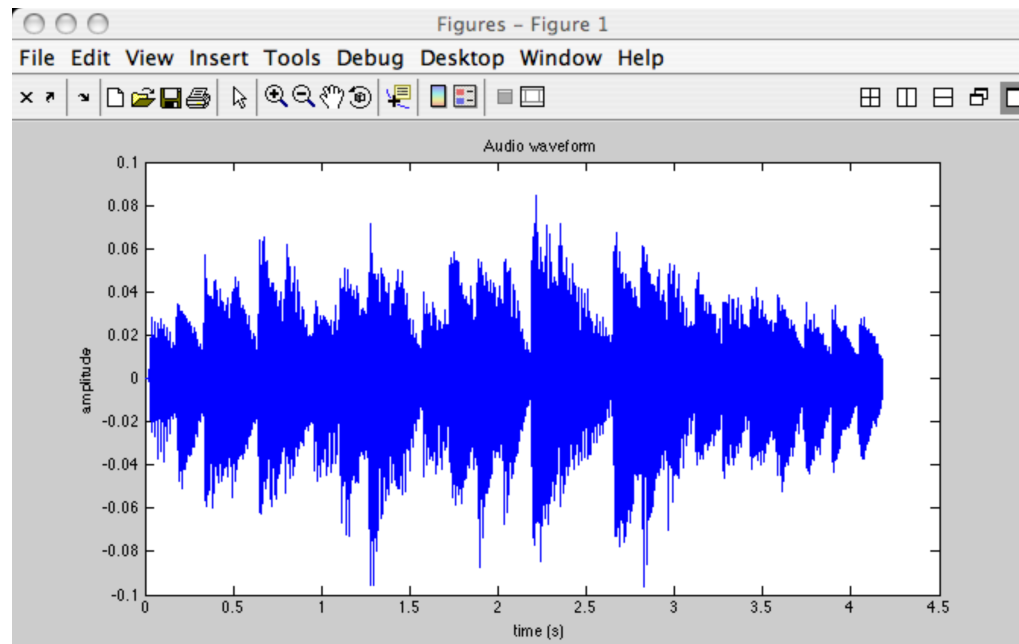 Figures – Figure 1
File Edit View Insert Tools Debug Desktop Window Help
Audio waveform
0.1
0.08
0.06
0.04
0.02
0
-0.02
-0.04
-0.06
-0.08
-0.1
amplitude
0 0.5 1 1.5 2 2.5 3 3.5 4 4.5
time (s)